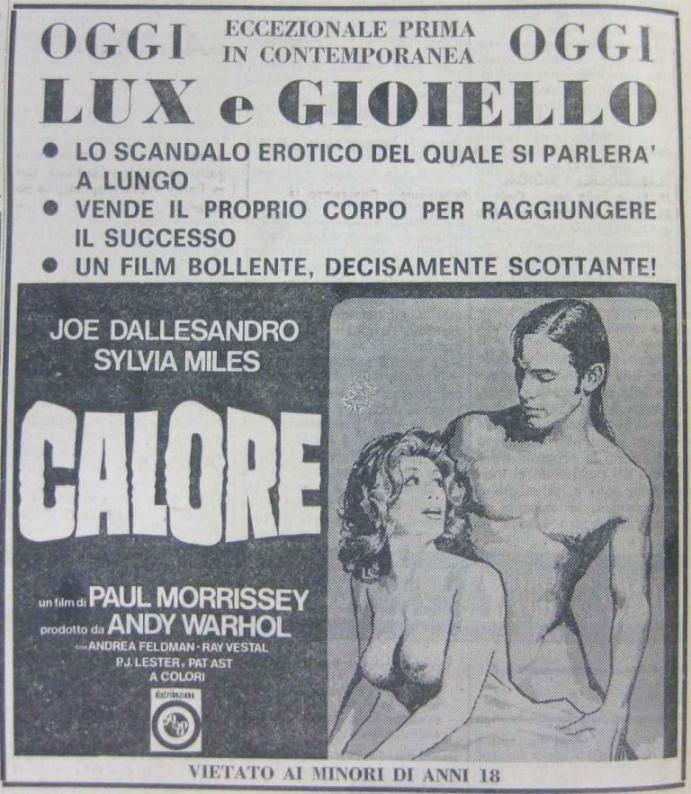 OGGI ECCEZIONALE PRIMA OGGI
IN CONTEMPORANEA
LUX e GIOIELLO
● LO SCANDALO EROTICO DEL QUALE SI PARLERA'
A LUNGO
● VENDE IL PROPRIO CORPO PER RAGGIUNGERE
IL SUCCESSO
● UN FILM BOLLENTE, DECISAMENTE SCOTTANTE!
JOE DALLESANDRO
SYLVIA MILES
CALORE
un film di PAUL MORRISSEY
prodotto da ANDY WARHOL
con ANDREA FELDMAN · RAY VESTAL
P.J. LESTER, PAT AST
A COLORI
distribuzione
VIETATO AI MINORI DI ANNI 18